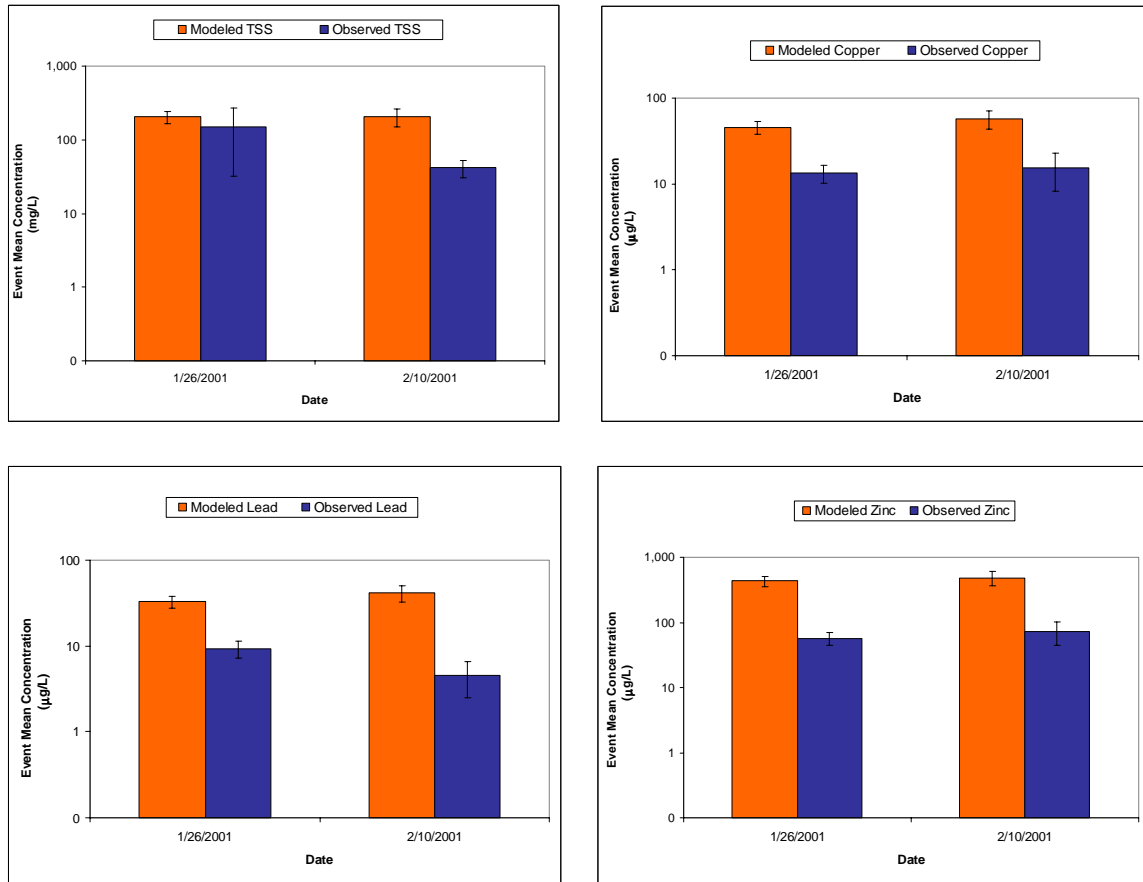 Modeled TSS Observed TSS
1,000
100
10
1
0
Event Mean Concentration
(mg/L)
1/26/2001 2/10/2001
Date
Modeled Copper Observed Copper
100
10
1
0
Event Mean Concentration
(µg/L)
1/26/2001 2/10/2001
Date
Modeled Lead Observed Lead
100
10
1
0
Event Mean Concentration
(µg/L)
1/26/2001 2/10/2001
Date
Modeled Zinc Observed Zinc
1,000
100
10
1
0
Event Mean Concentration
(µg/L)
1/26/2001 2/10/2001
Date